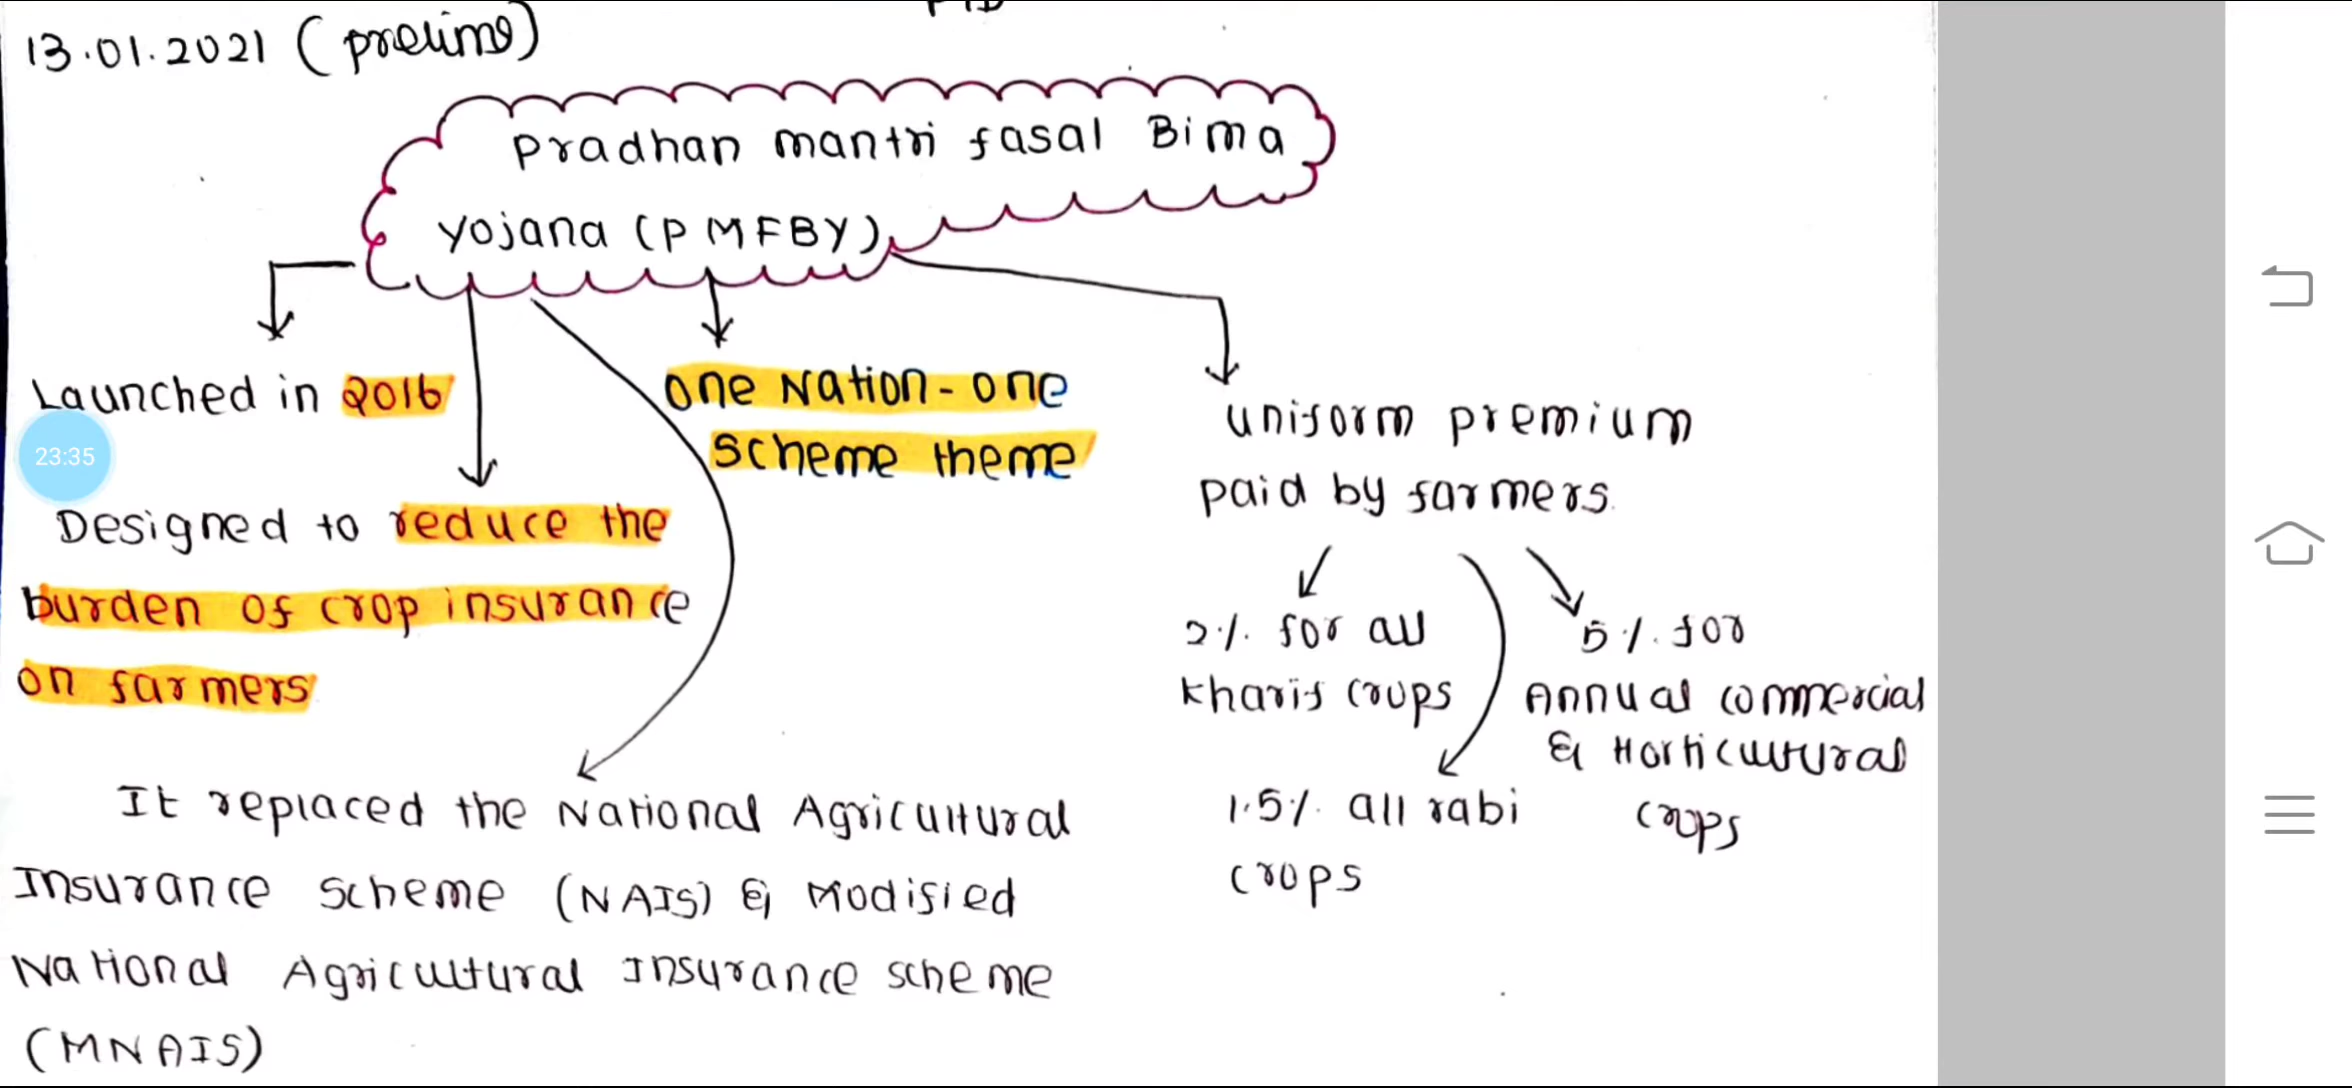 13.01.2021 (prelims)
Pradhan mantri fasal Bima
Yojana (PMFBY)
Launched in 2016
one Nation - one
scheme theme
uniform premium
paid by farmers.
23:35
Designed to reduce the
burden of crop insurance
on farmers
2%. for all
kharif crops
5%. for
Annual commercial
& Horticultural
crops
1.5%. all rabi
crops
It replaced the National Agricultural
Insurance Scheme (NAIS) & Modified
National Agricultural Insurance scheme
(MNAIS)